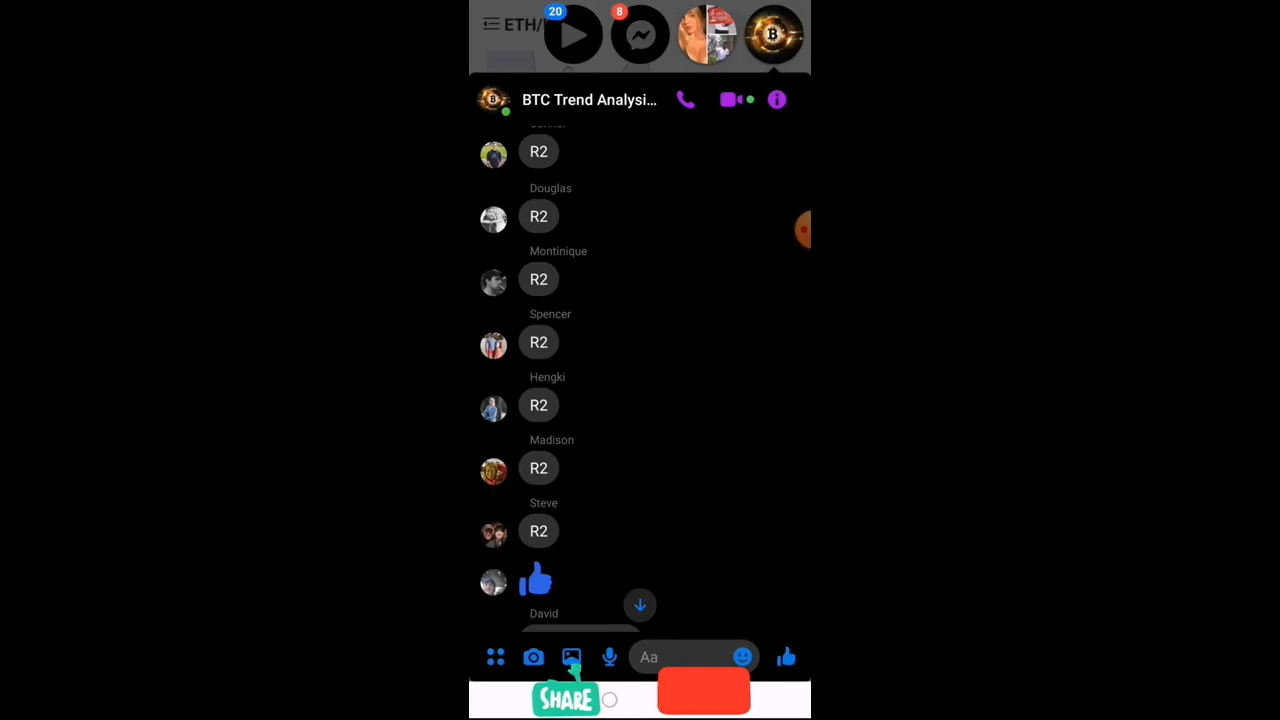 20
8
ETH/
BTC Trend Analysi...
R2
Douglas
R2
Montinique
R2
Spencer
R2
Hengki
R2
Madison
R2
Steve
R2
David
Aa
SHARE